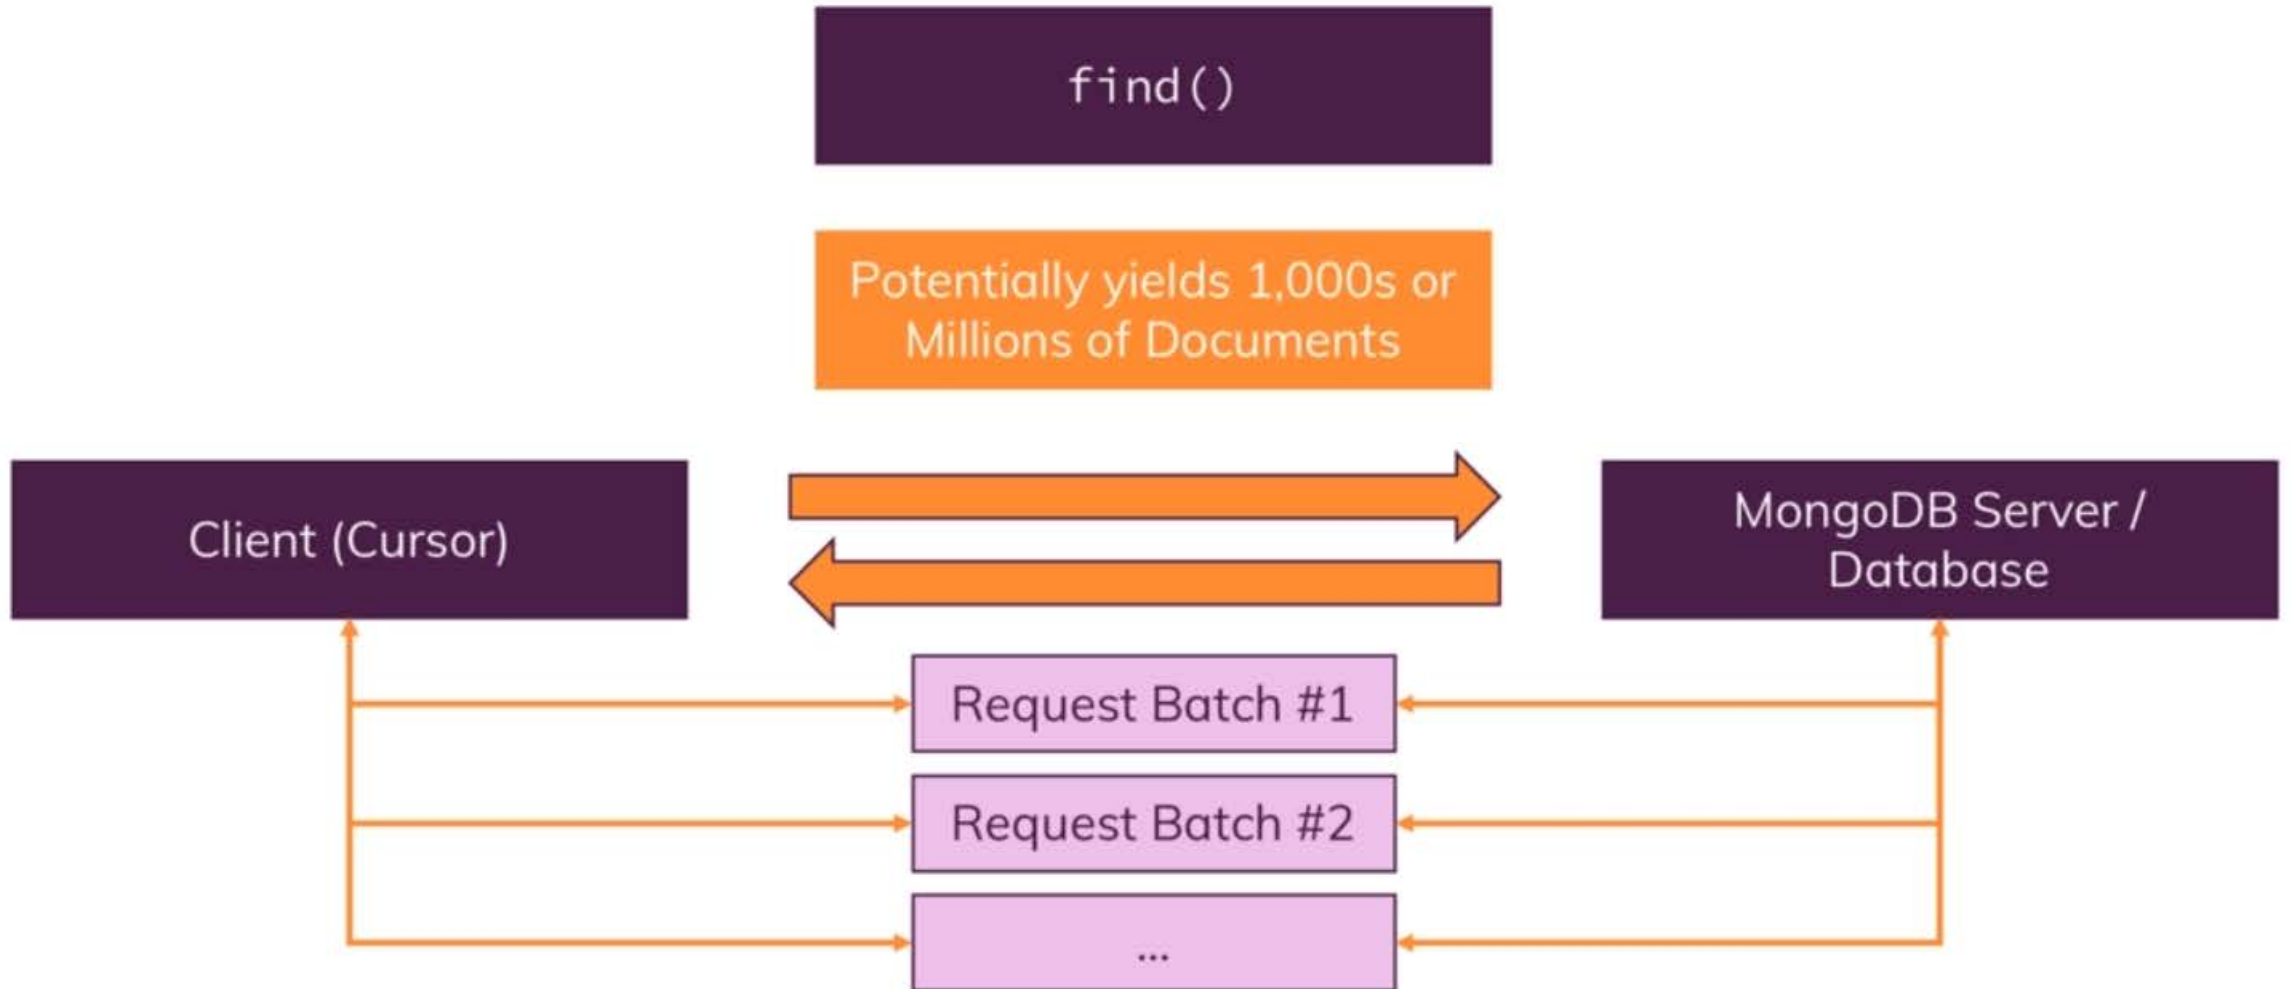 find()
Potentially yields 1,000s or
Millions of Documents
Client (Cursor)
MongoDB Server /
Database
Request Batch #1
Request Batch #2
...